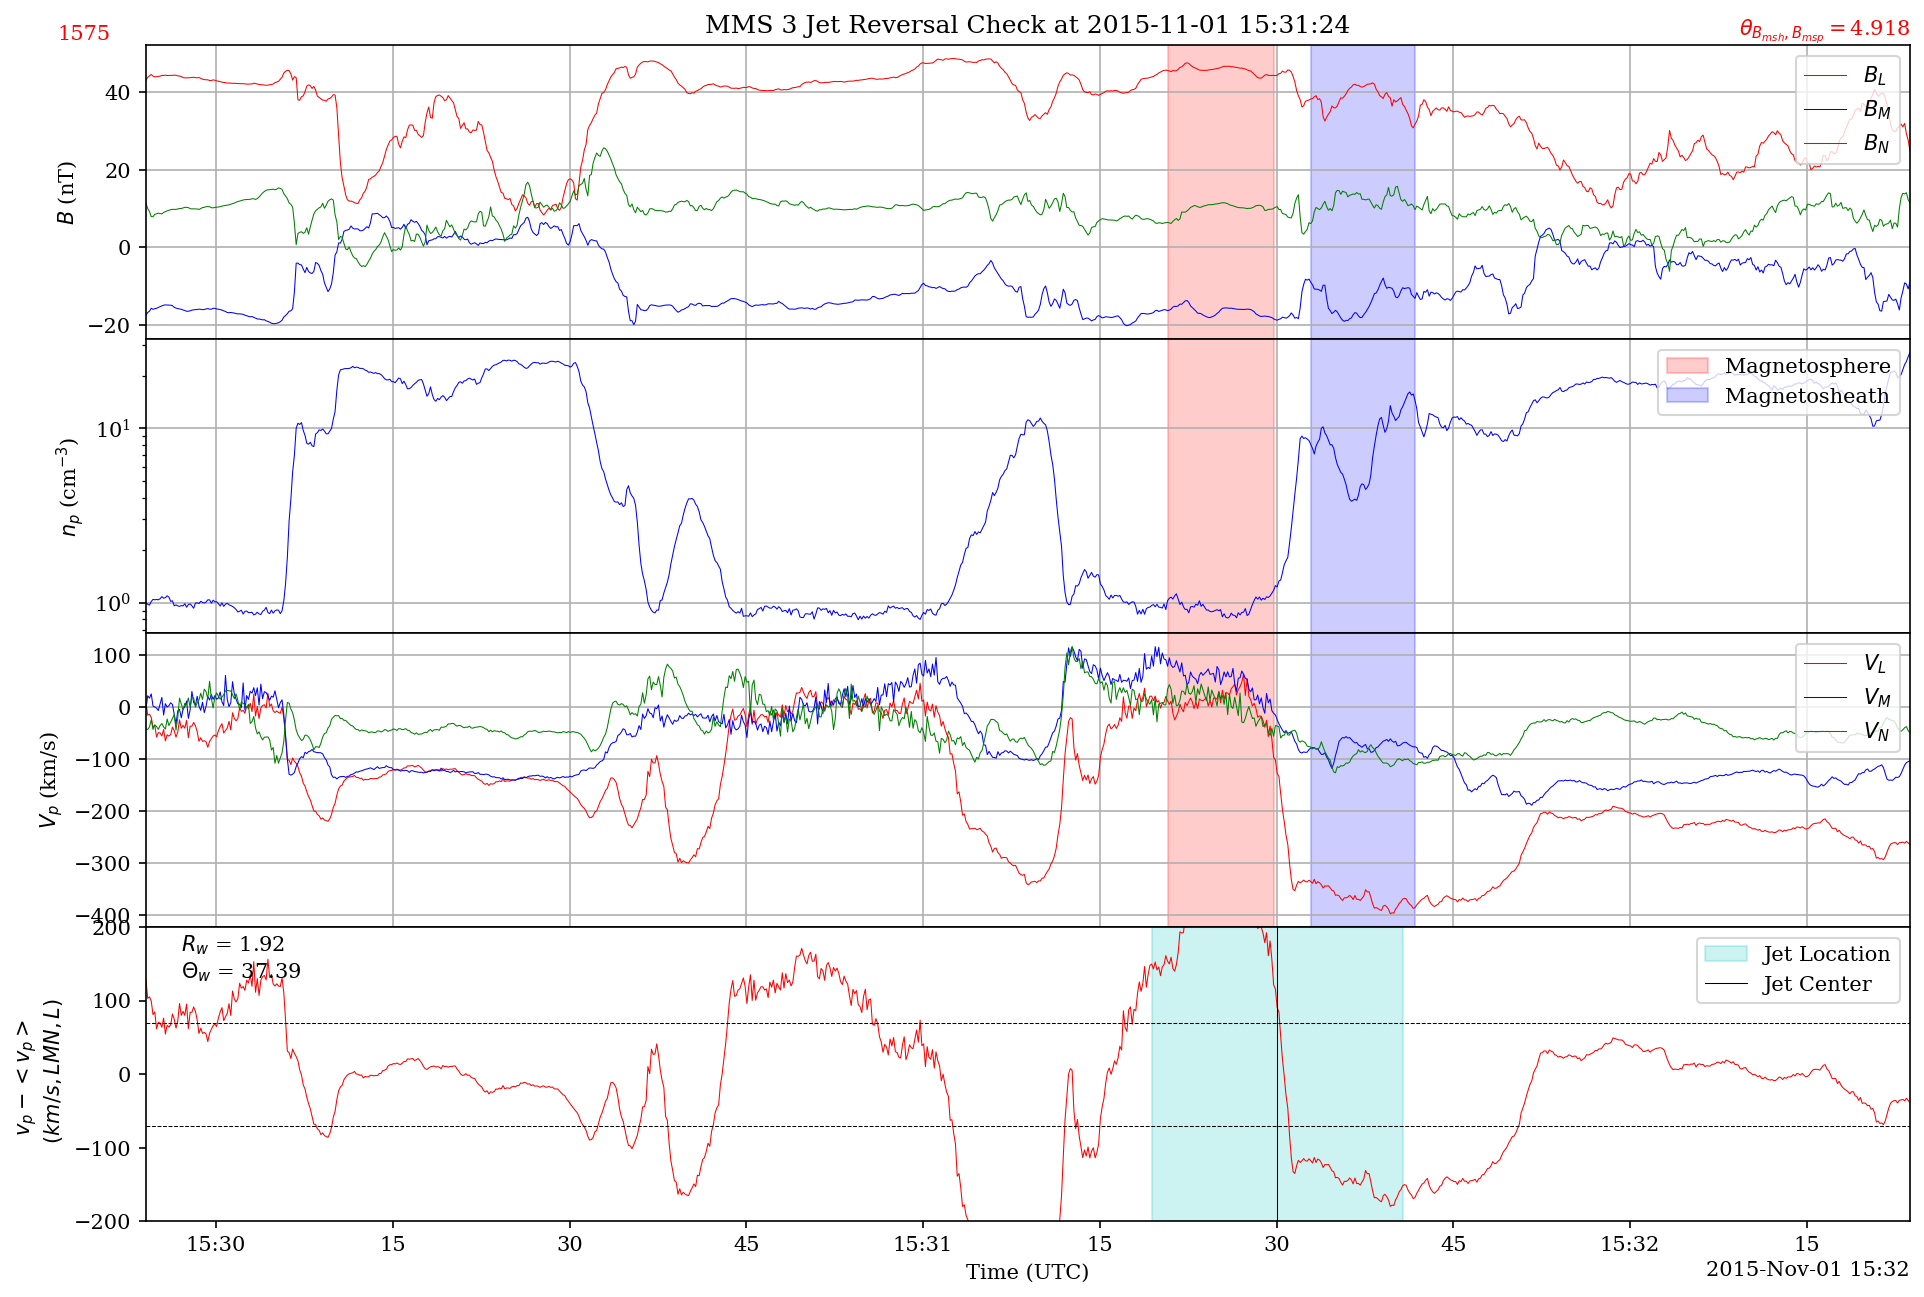 1575
MMS 3 Jet Reversal Check at 2015-11-01 15:31:24
θ_{B_{msh}, B_{msp}} = 4.918
40
20
0
−20
B (nT)
B_L
B_M
B_N
10^1
10^0
n_p (cm^{−3})
Magnetosphere
Magnetosheath
100
0
−100
−200
−300
−400
V_p (km/s)
V_L
V_M
V_N
200
100
0
−100
−200
v_p − < v_p >
(km/s, LMN, L)
R_w = 1.92
Θ_w = 37.39
Jet Location
Jet Center
15:30 15 30 45 15:31 15 30 45 15:32 15
Time (UTC)
2015-Nov-01 15:32